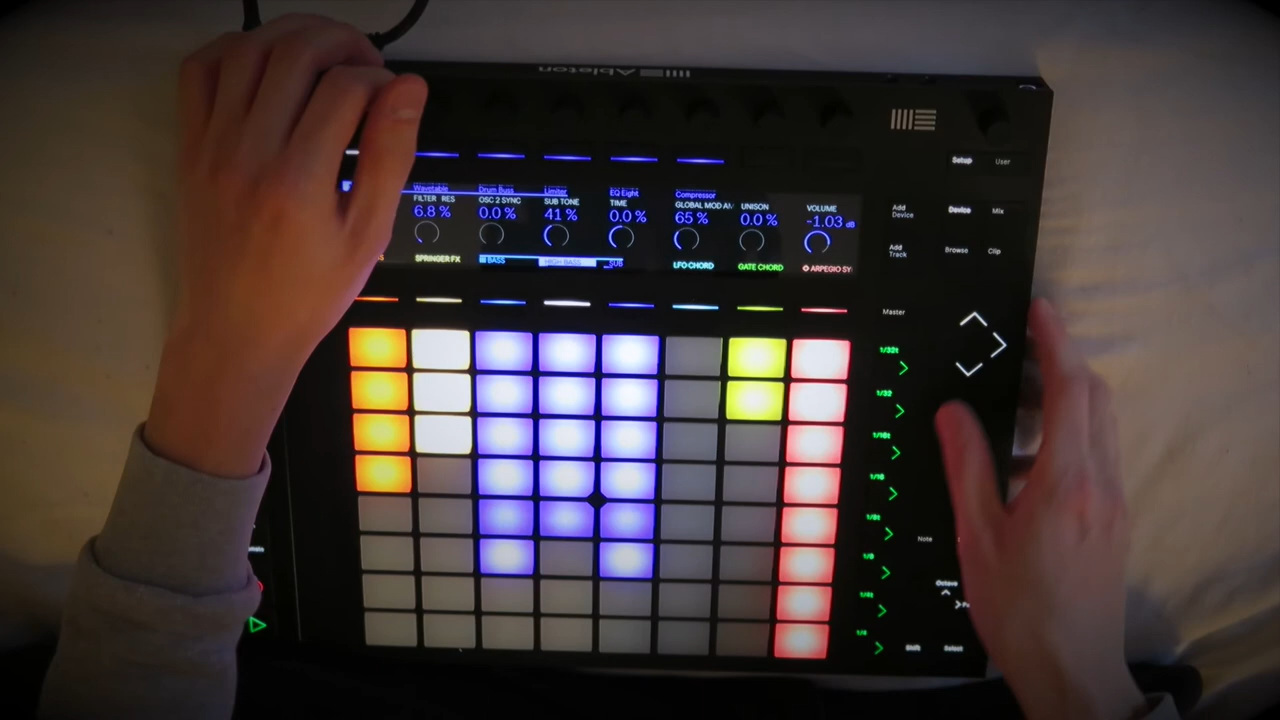 Ableton
Setup User
Wavetable Drum Buss Limiter EQ Eight Compressor
FILTER RES OSC 2 SYNC SUB TONE TIME GLOBAL MOD AM UNISON VOLUME
6.8 % 0.0 % 41 % 0.0 % 65 % 0.0 % -1.03 dB
Add Device
Device Mix
Add Track
Browse Clip
SPRINGER FX BASS HIGH BASS SUB LFO CHORD GATE CHORD ARPEGIO SY
Master
1/32t
1/32
1/16t
1/16
1/8t
1/8
1/4t
1/4
Note
Octave
Shift Select